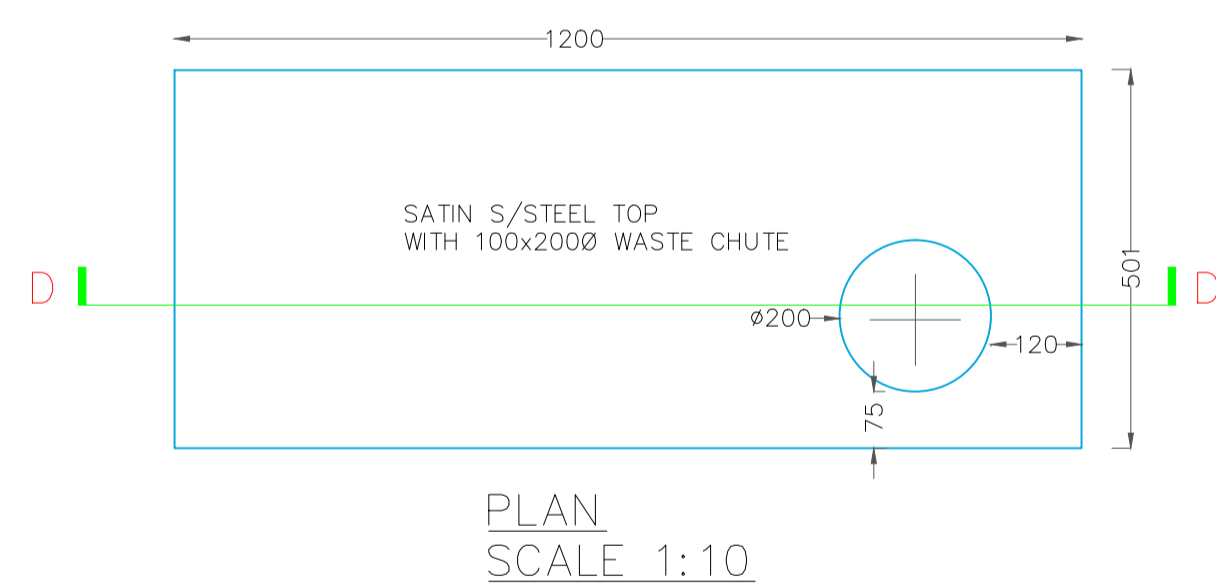 1200
SATIN S/STEEL TOP
WITH 100x200Ø WASTE CHUTE
D
D
501
ø200
120
75
PLAN
SCALE 1:10